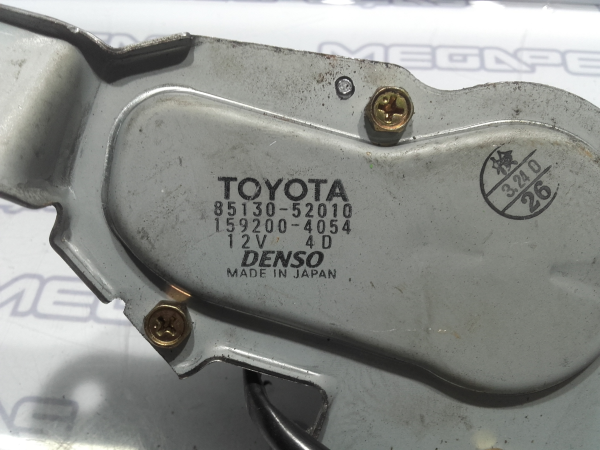 MEGAPE
TOYOTA
85130-52010
159200-4054
12V 4D
DENSO
MADE IN JAPAN
検
3.24 D
26